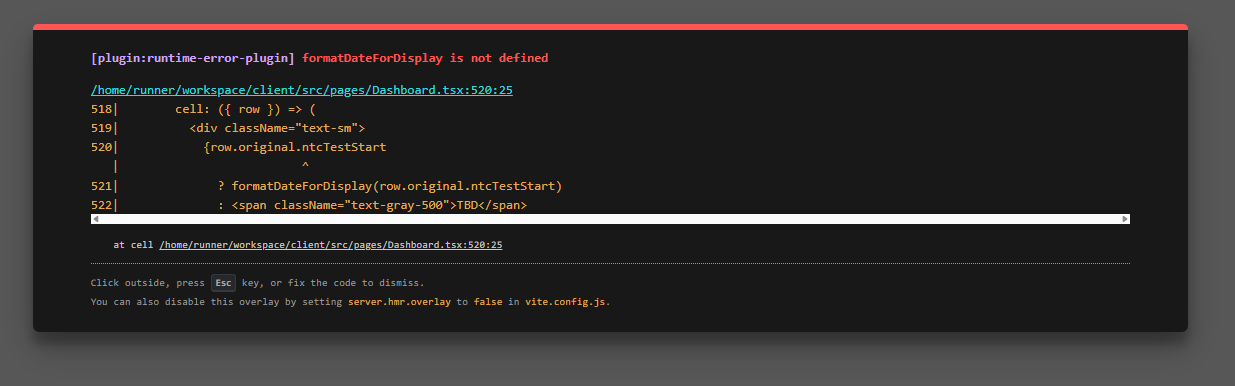 [plugin:runtime-error-plugin] formatDateForDisplay is not defined
/home/runner/workspace/client/src/pages/Dashboard.tsx:520:25
518|        cell: ({ row }) => (
519|          <div className="text-sm">
520|            {row.original.ntcTestStart
   |                          ^
521|              ? formatDateForDisplay(row.original.ntcTestStart)
522|              : <span className="text-gray-500">TBD</span>
at cell /home/runner/workspace/client/src/pages/Dashboard.tsx:520:25
Click outside, press Esc key, or fix the code to dismiss.
You can also disable this overlay by setting server.hmr.overlay to false in vite.config.js.